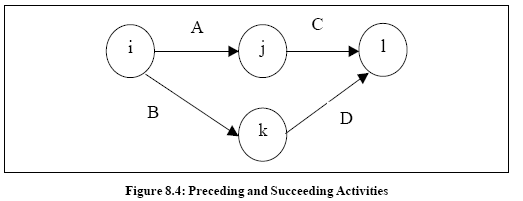 A
C
i
j
l
B
k
D
Figure 8.4: Preceding and Succeeding Activities